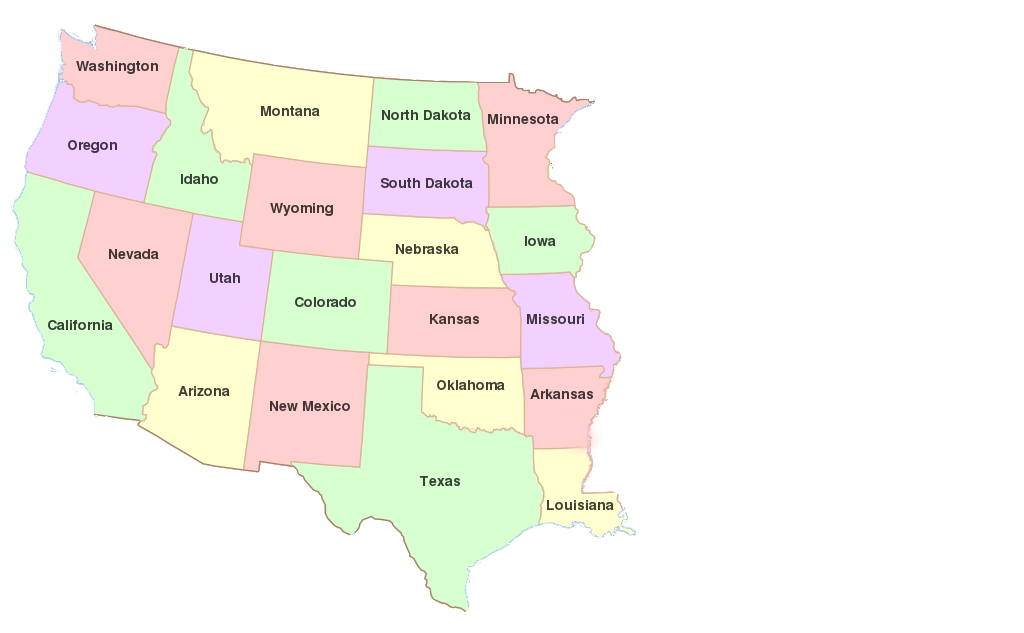 Washington
Montana
North Dakota
Minnesota
Oregon
Idaho
South Dakota
Wyoming
Nebraska
Iowa
Nevada
Utah
Colorado
Kansas
Missouri
California
Arizona
New Mexico
Oklahoma
Arkansas
Texas
Louisiana